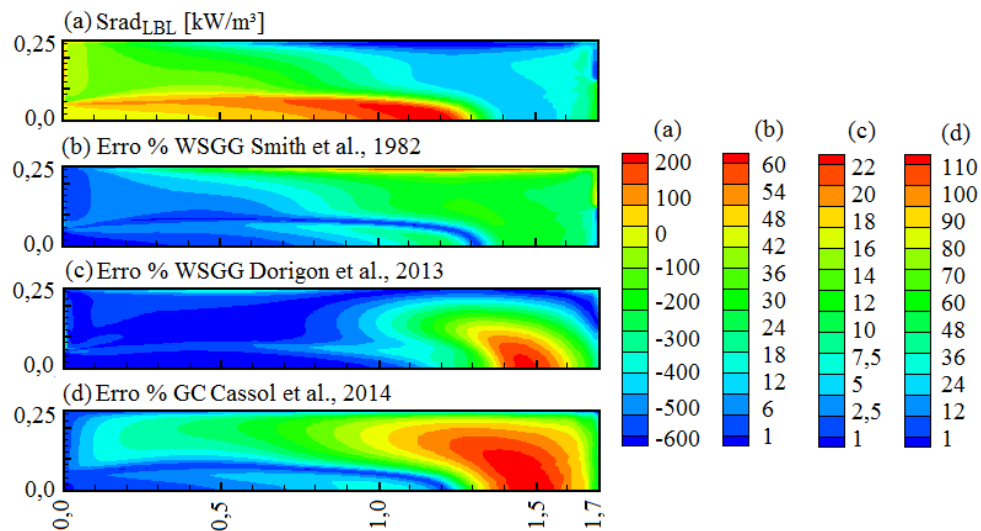 (a) Srad_LBL [kW/m³]
0,25
0,0
(b) Erro % WSGG Smith et al., 1982
0,25
0,0
(c) Erro % WSGG Dorigon et al., 2013
0,25
0,0
(d) Erro % GC Cassol et al., 2014
0,25
0,0
0,0 0,5 1,0 1,5 1,7
(a) (b) (c) (d)
200 60 22 110
100 54 20 100
0 48 18 90
-100 42 16 80
-200 36 14 70
-300 30 12 60
-400 24 10 48
-500 18 7,5 36
-600 12 5 24
6 2,5 12
1 1 1